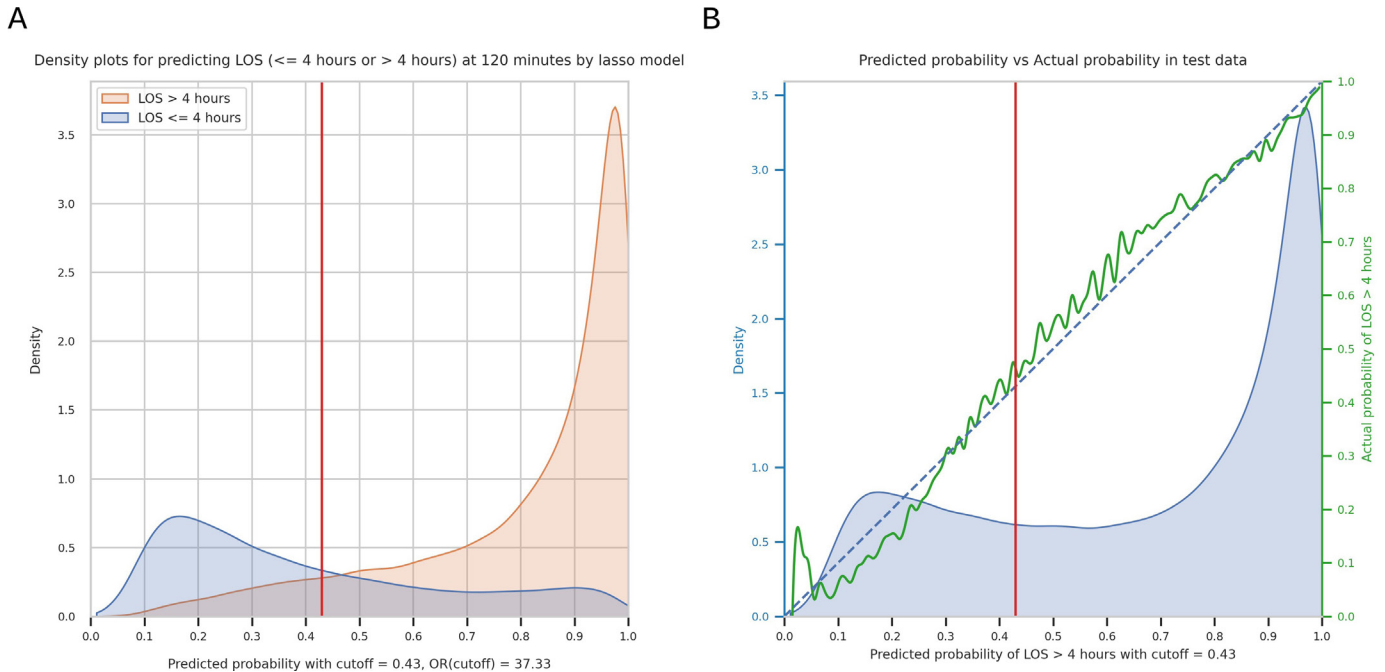 A
B
Density plots for predicting LOS (<= 4 hours or > 4 hours) at 120 minutes by lasso model
LOS > 4 hours
LOS <= 4 hours
3.5
3.0
2.5
2.0
1.5
1.0
0.5
0.0
Density
0.0 0.1 0.2 0.3 0.4 0.5 0.6 0.7 0.8 0.9 1.0
Predicted probability with cutoff = 0.43, OR(cutoff) = 37.33
Predicted probability vs Actual probability in test data
3.5
3.0
2.5
2.0
1.5
1.0
0.5
0.0
Density
1.0
0.9
0.8
0.7
0.6
0.5
0.4
0.3
0.2
0.1
0.0
Actual probability of LOS > 4 hours
0.0 0.1 0.2 0.3 0.4 0.5 0.6 0.7 0.8 0.9 1.0
Predicted probability of LOS > 4 hours with cutoff = 0.43